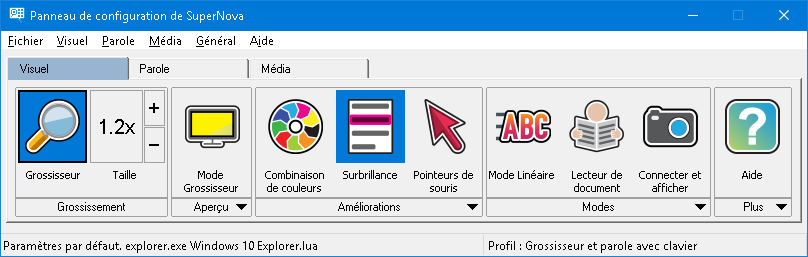 Panneau de configuration de SuperNova
Fichier Visuel Parole Média Général Aide
Visuel Parole Média
1.2x + −
ABC ?
Grossisseur Taille Mode Grossisseur Combinaison de couleurs Surbrillance Pointeurs de souris Mode Linéaire Lecteur de document Connecter et afficher Aide
Grossissement Aperçu Améliorations Modes Plus
Paramètres par défaut. explorer.exe Windows 10 Explorer.lua Profil : Grossisseur et parole avec clavier